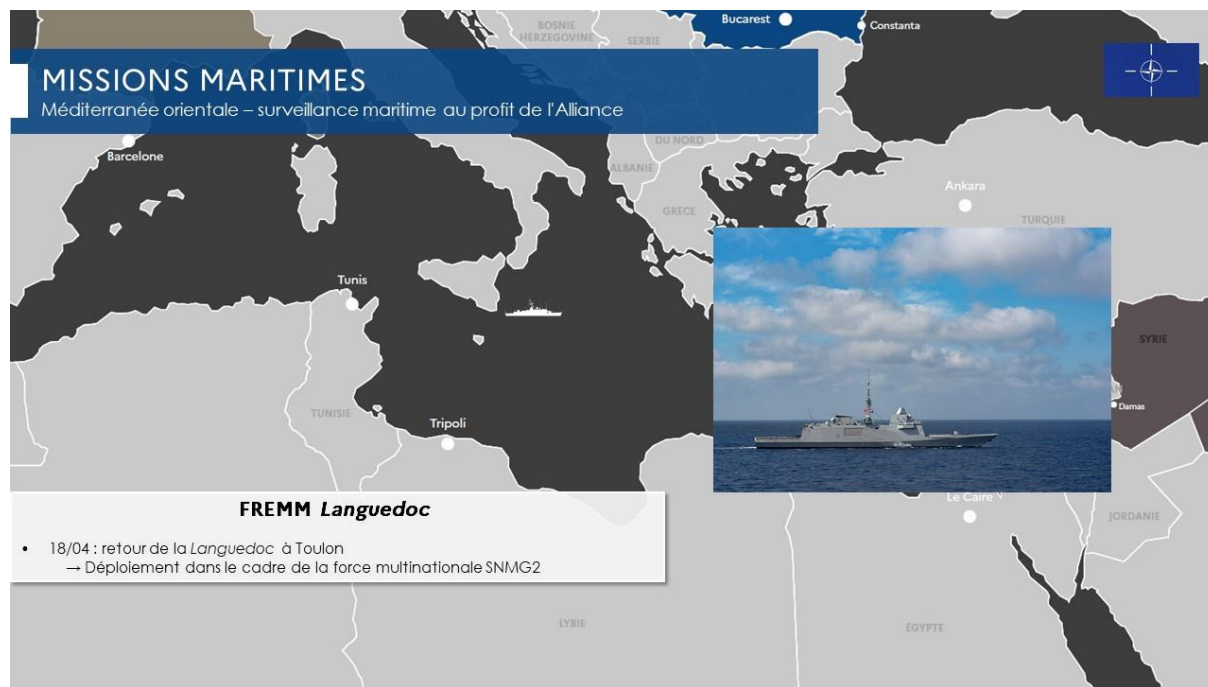 BOSNIE
HERZEGOVINE
SERBIE
Bucarest
Constanta
MISSIONS MARITIMES
Méditerranée orientale – surveillance maritime au profit de l'Alliance
Barcelone
DU NORD
ALBANIE
GRÈCE
Ankara
TURQUIE
Tunis
SYRIE
Damas
TUNISIE
Tripoli
Le Caire
JORDANIE
FREMM Languedoc
• 18/04 : retour de la Languedoc à Toulon
→ Déploiement dans le cadre de la force multinationale SNMG2
LYBIE
ÉGYPTE